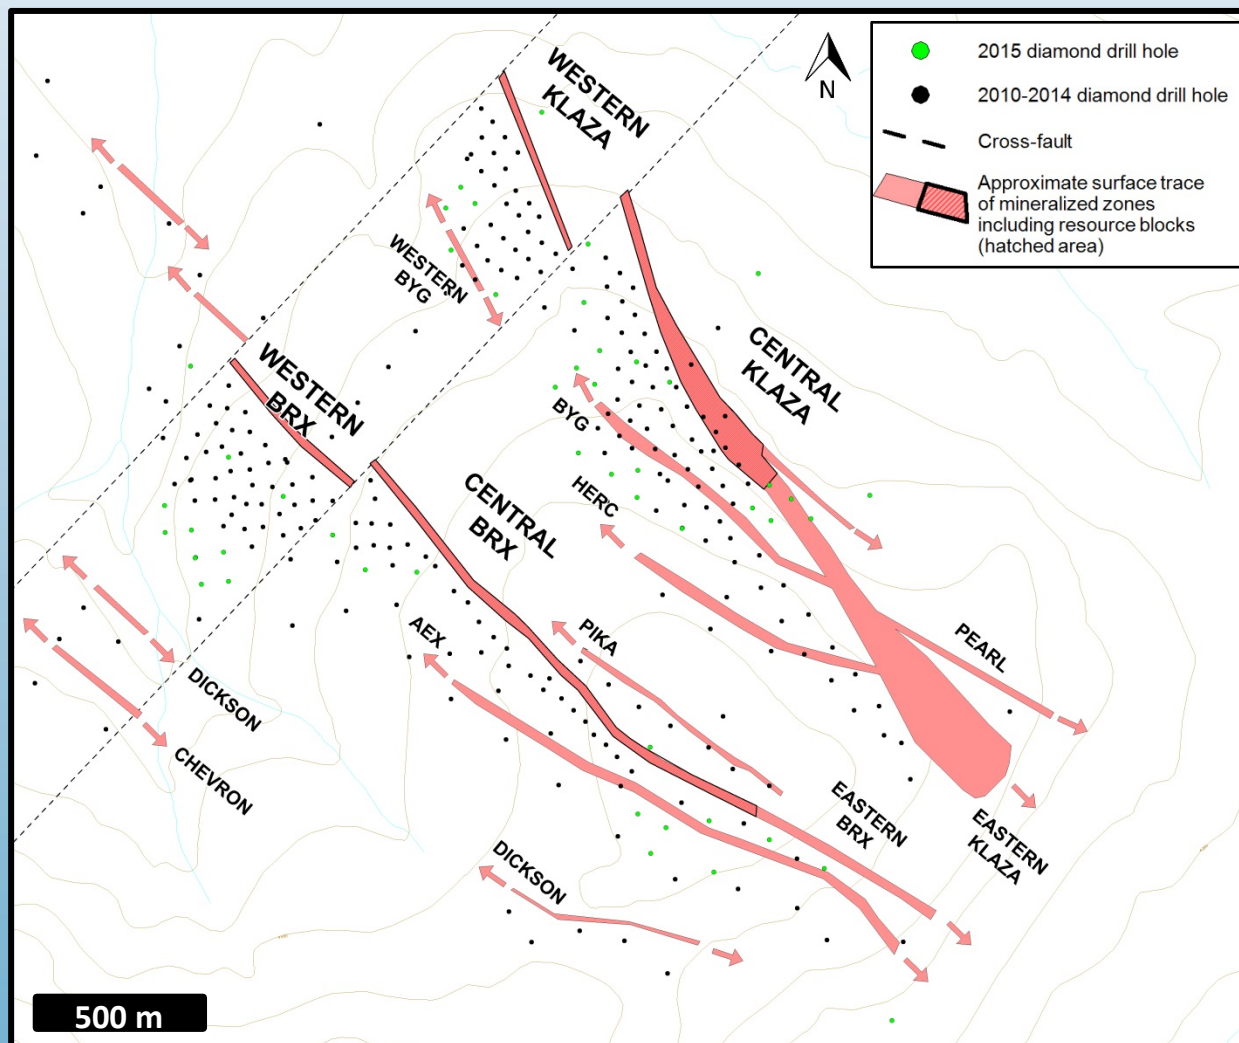 WESTERN
KLAZA
N
2015 diamond drill hole
2010-2014 diamond drill hole
Cross-fault
Approximate surface trace
of mineralized zones
including resource blocks
(hatched area)
WESTERN
BYG
WESTERN
BRX
CENTRAL
KLAZA
BYG
HERC
CENTRAL
BRX
AEX
PIKA
PEARL
DICKSON
CHEVRON
EASTERN
BRX
EASTERN
KLAZA
DICKSON
500 m